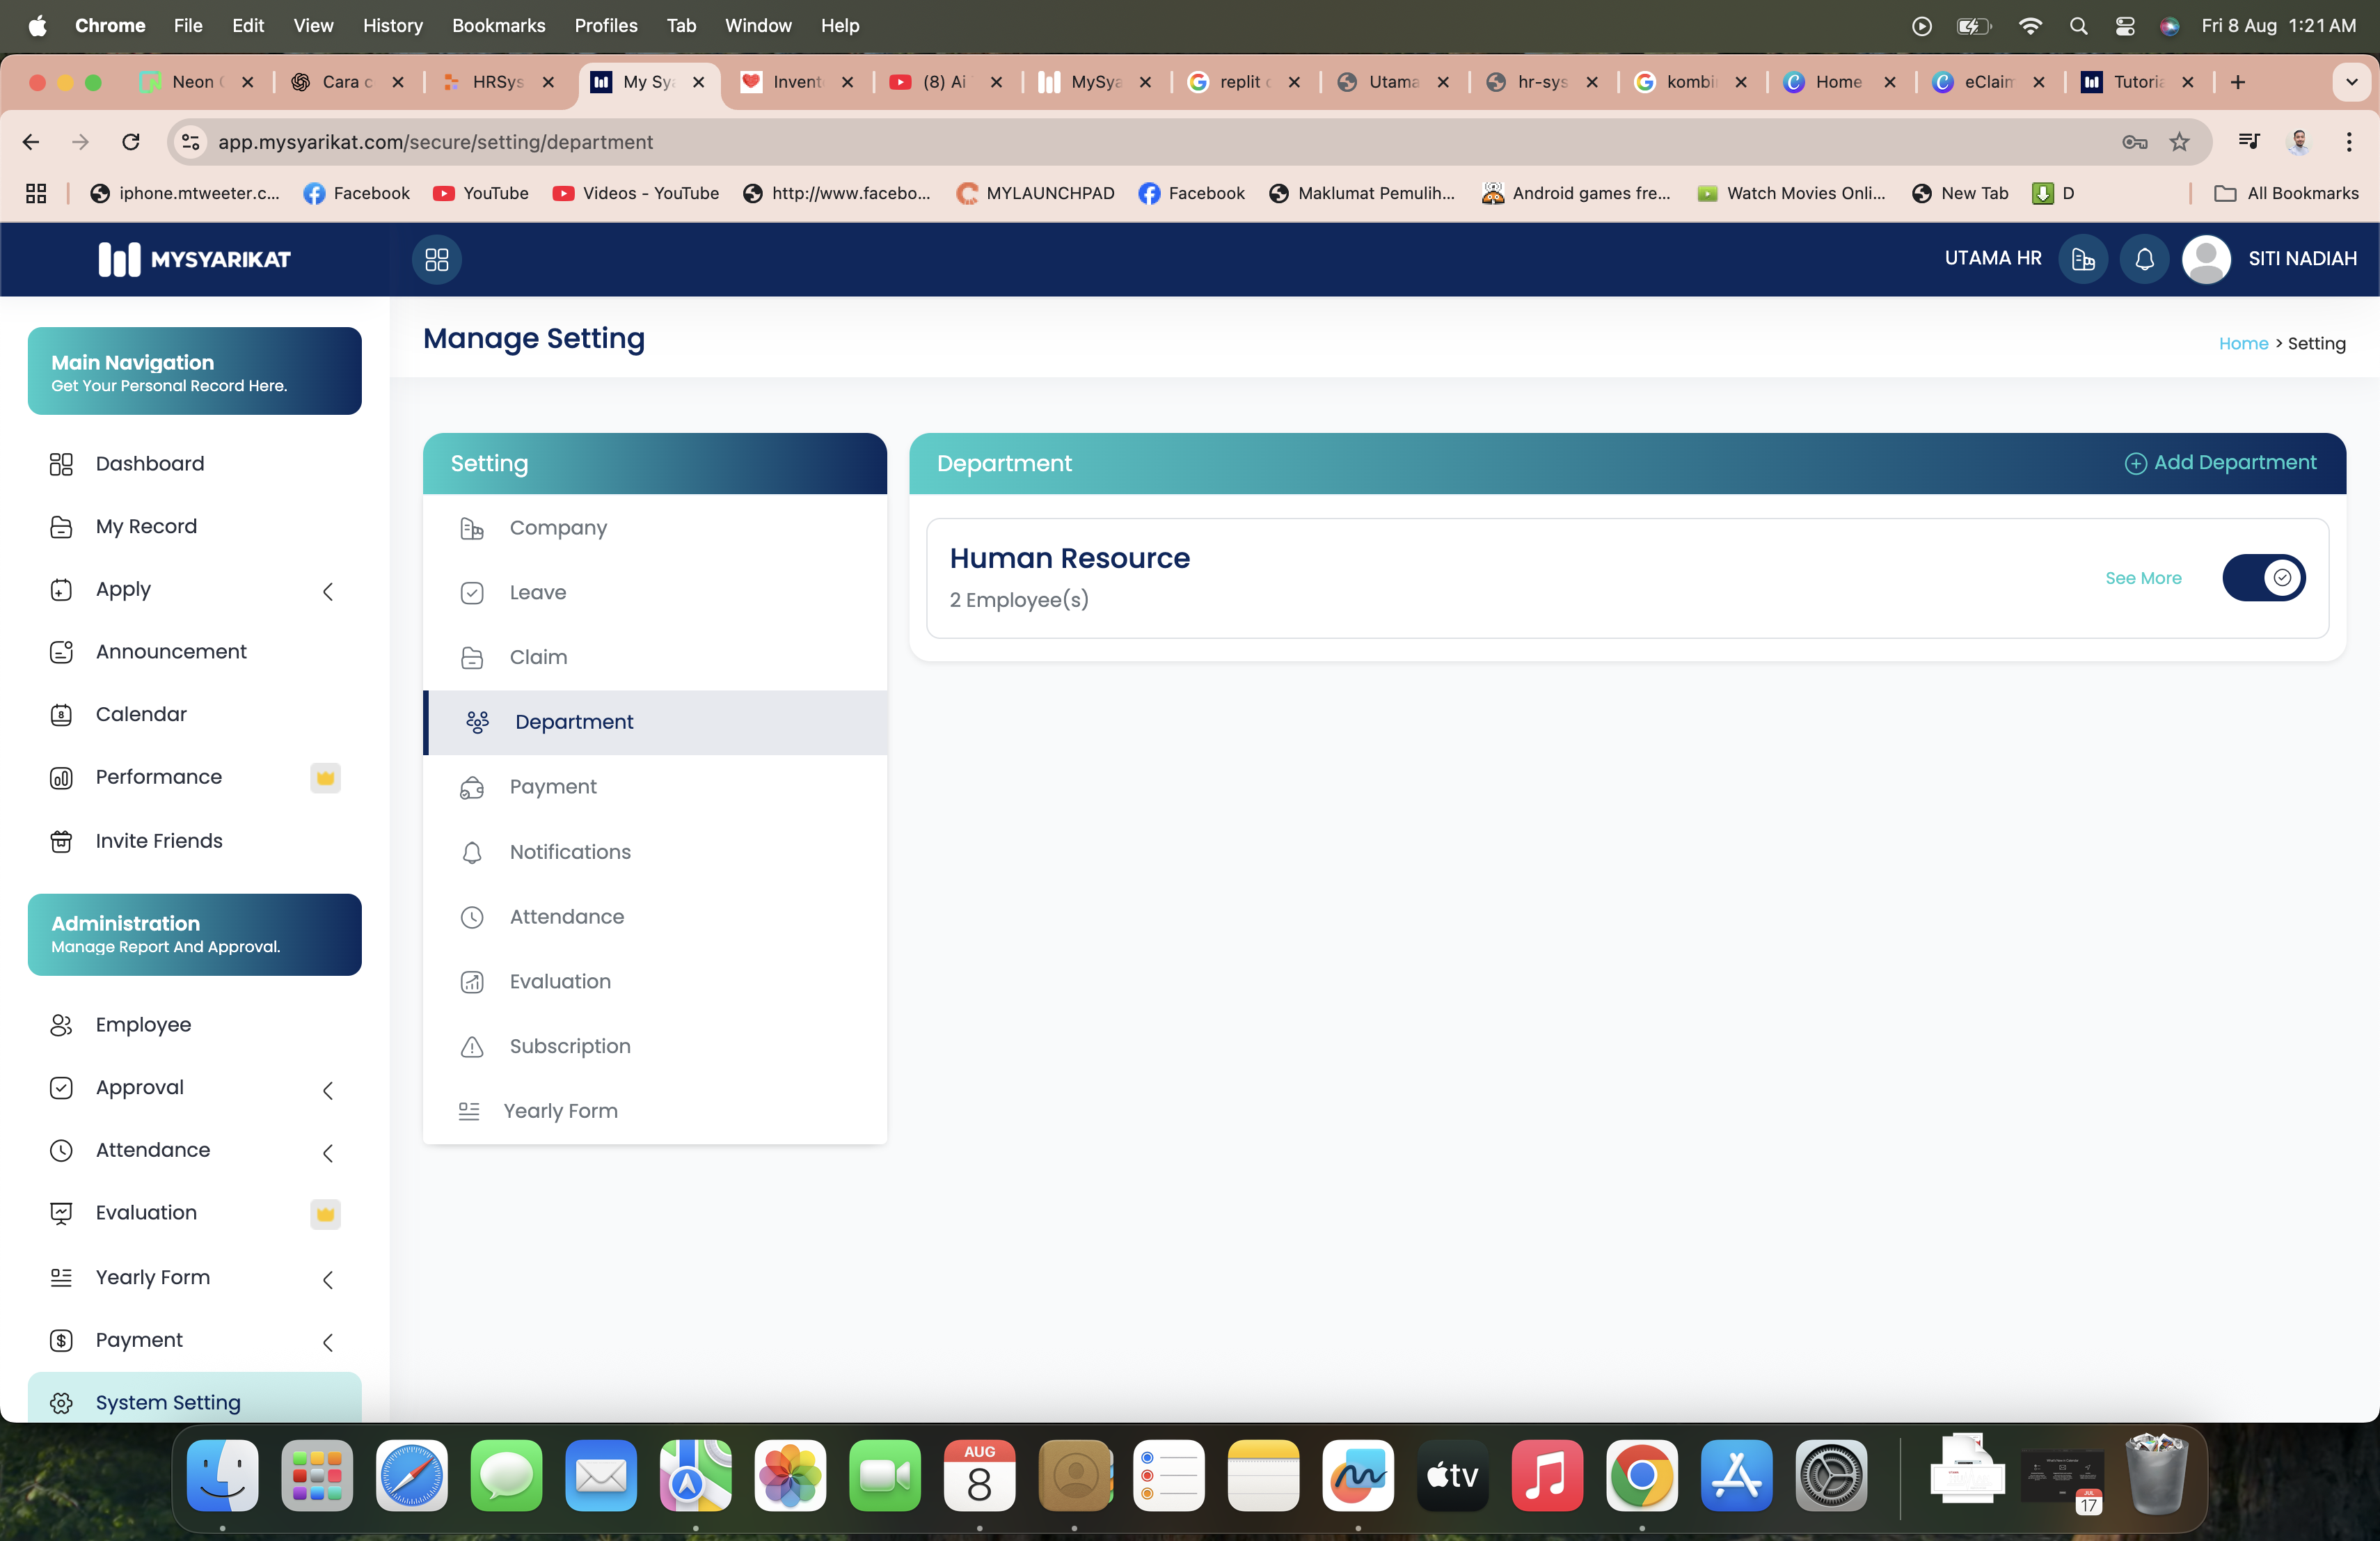 Chrome File Edit View History Bookmarks Profiles Tab Window Help Fri 8 Aug 1:21 AM
Neon Cara c HRSys My Sy Invent (8) Ai MySya replit Utama hr-sys kombi Home eClaim Tutoria
app.mysyarikat.com/secure/setting/department
iphone.mtweeter.c... Facebook YouTube Videos - YouTube http://www.facebo... MYLAUNCHPAD Facebook Maklumat Pemulih... Android games fre... Watch Movies Onli... New Tab D All Bookmarks
MYSYARIKAT UTAMA HR SITI NADIAH
Manage Setting
Home > Setting
Main Navigation
Get Your Personal Record Here.
Dashboard
My Record
Apply
Announcement
Calendar
8
Performance
Invite Friends
Administration
Manage Report And Approval.
Employee
Approval
Attendance
Evaluation
Yearly Form
Payment
System Setting
Setting
Company
Leave
Claim
Department
Payment
Notifications
Attendance
Evaluation
Subscription
Yearly Form
Department
Add Department
Human Resource
2 Employee(s)
See More
AUG
8
tv
JUL
17